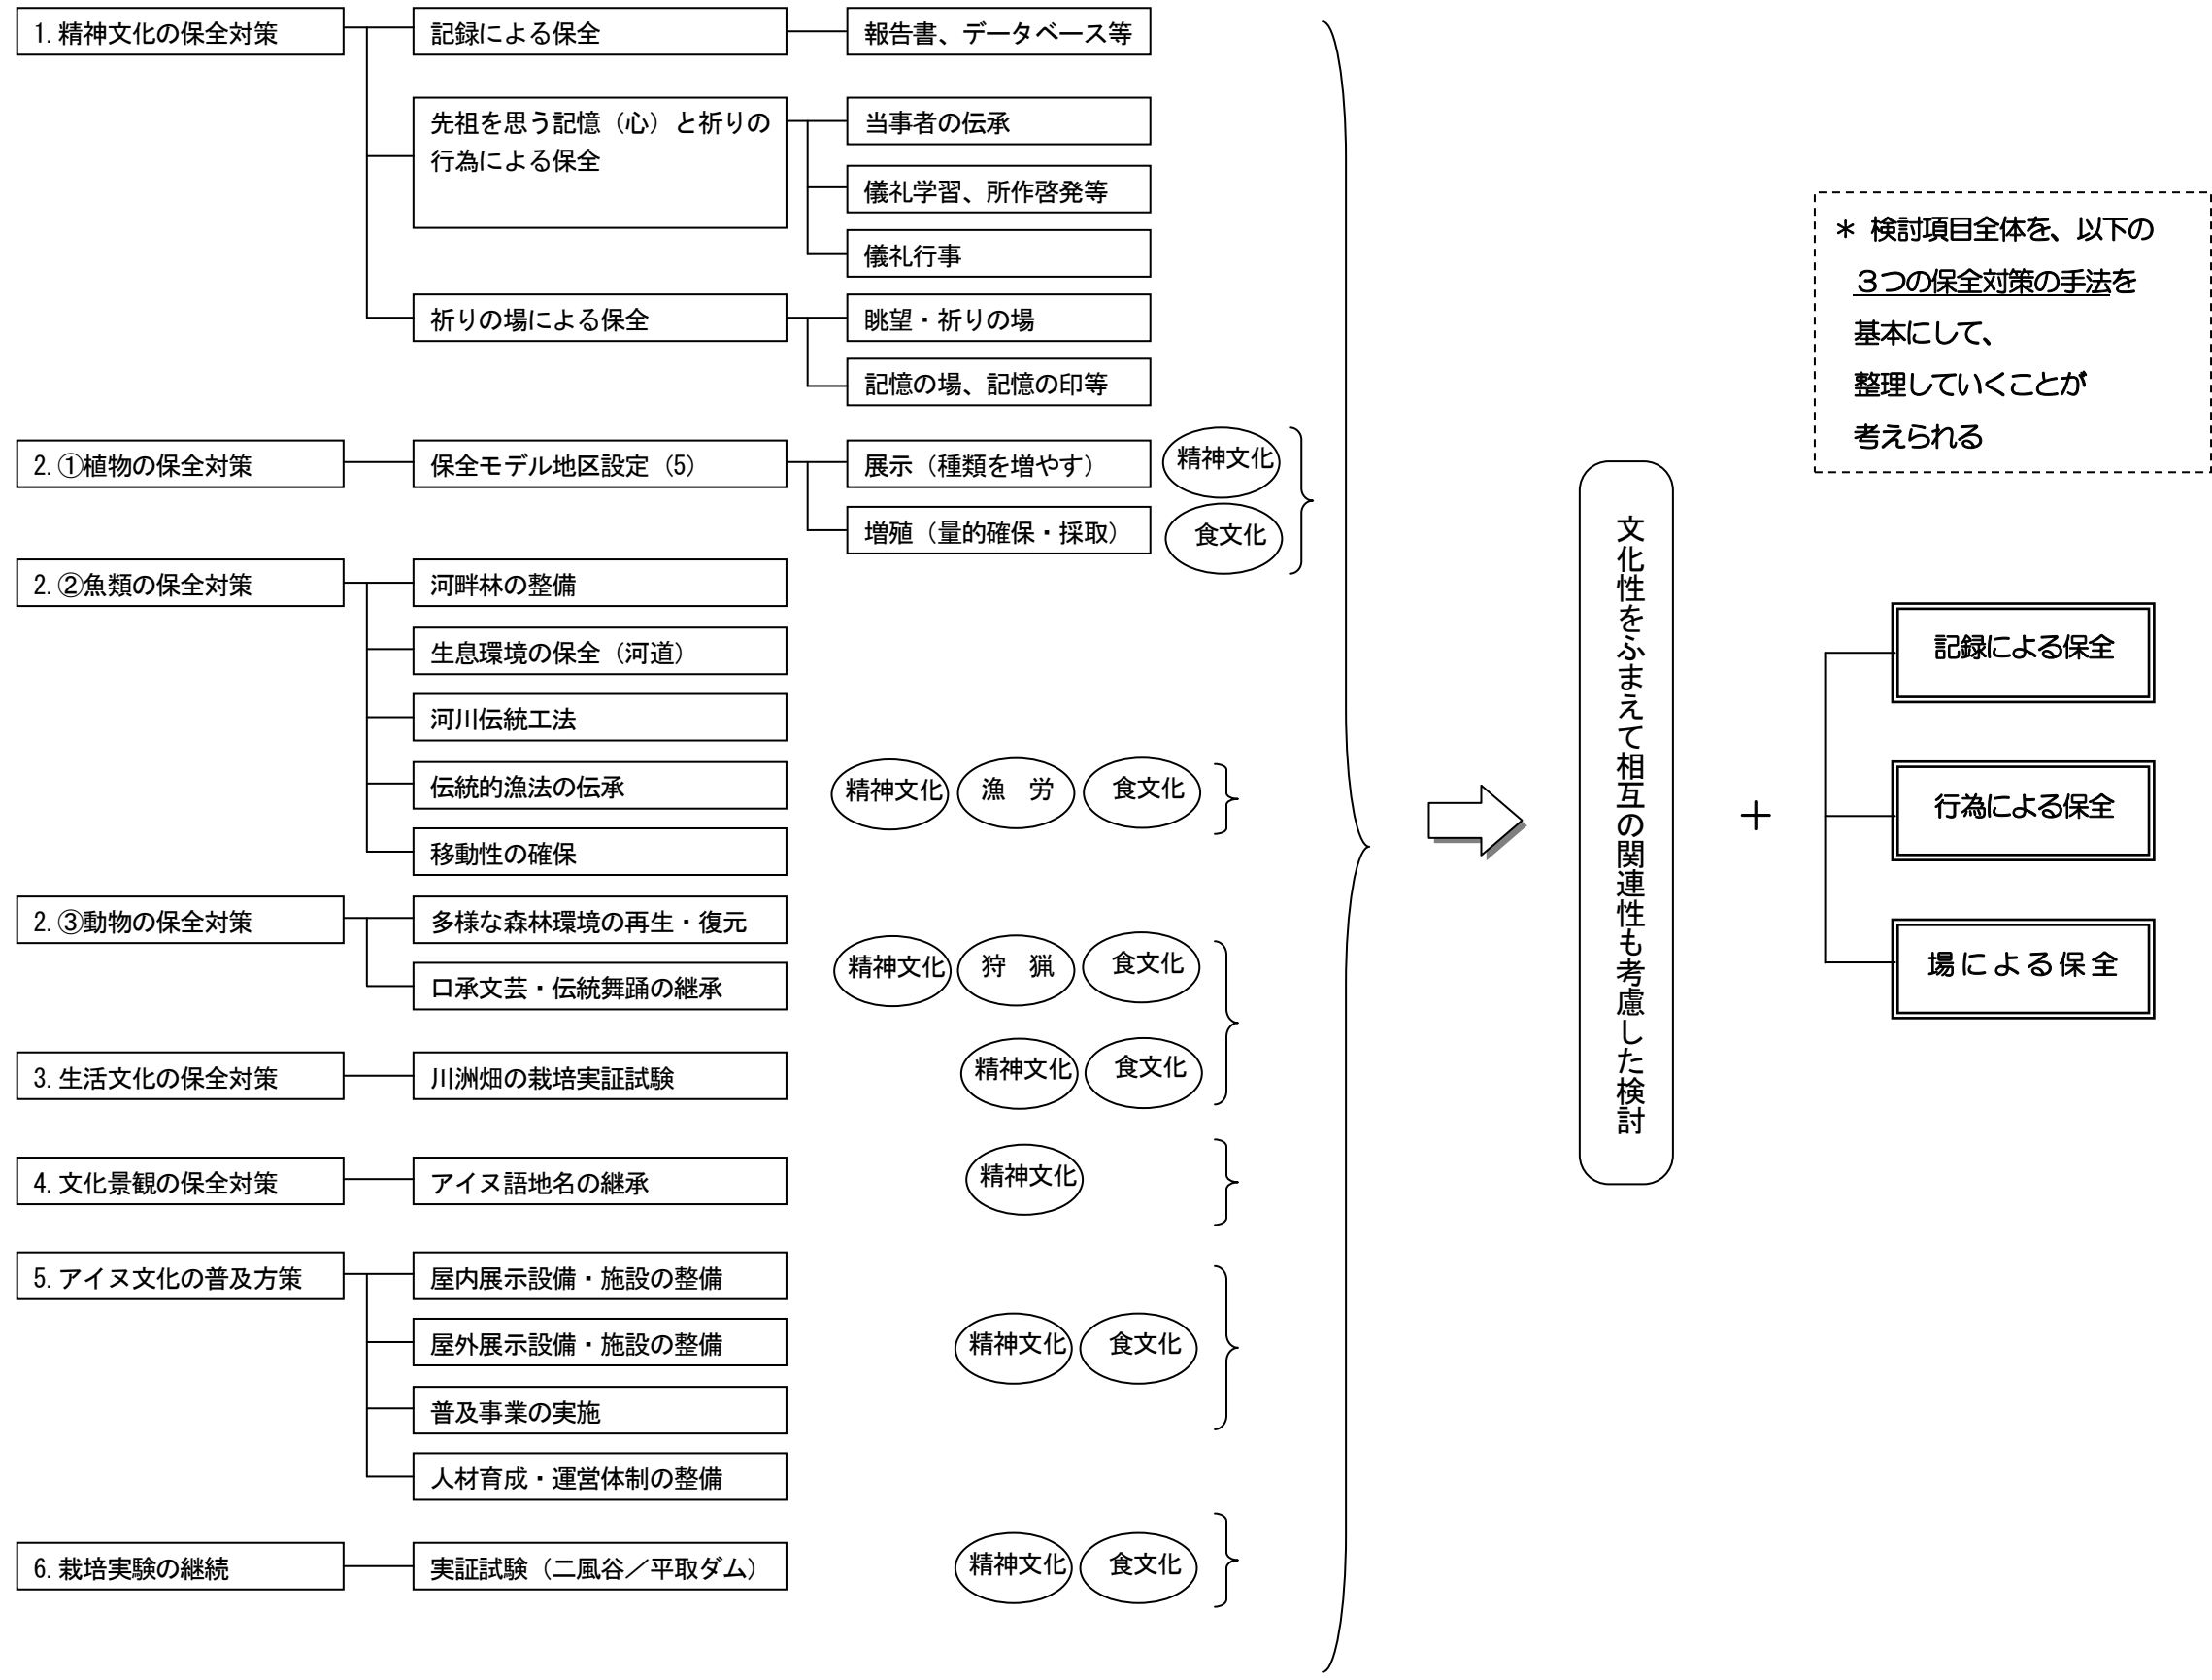 1. 精神文化の保全対策
記録による保全
報告書、データベース等
先祖を思う記憶（心）と祈りの
行為による保全
当事者の伝承
儀礼学習、所作啓発等
儀礼行事
祈りの場による保全
眺望・祈りの場
記憶の場、記憶の印等
2. ①植物の保全対策
保全モデル地区設定（5）
展示（種類を増やす）
増殖（量的確保・採取）
精神文化
食文化
2. ②魚類の保全対策
河畔林の整備
生息環境の保全（河道）
河川伝統工法
伝統的漁法の伝承
移動性の確保
精神文化
漁　労
食文化
2. ③動物の保全対策
多様な森林環境の再生・復元
口承文芸・伝統舞踊の継承
精神文化
狩　猟
食文化
3. 生活文化の保全対策
川洲畑の栽培実証試験
精神文化
食文化
4. 文化景観の保全対策
アイヌ語地名の継承
精神文化
5. アイヌ文化の普及方策
屋内展示設備・施設の整備
屋外展示設備・施設の整備
普及事業の実施
人材育成・運営体制の整備
精神文化
食文化
6. 栽培実験の継続
実証試験（二風谷／平取ダム）
精神文化
食文化
文化性をふまえて相互の関連性も考慮した検討
＋
＊ 検討項目全体を、以下の
３つの保全対策の手法を
基本にして、
整理していくことが
考えられる
記録による保全
行為による保全
場による保全